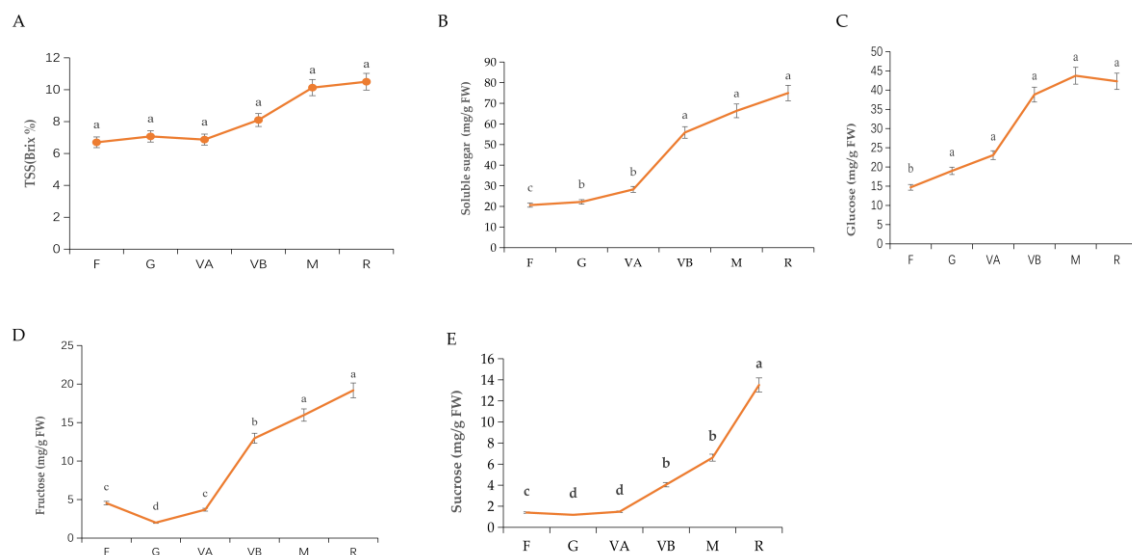 A
TSS(Brix %)
12
10
8
6
4
2
0
a a a a a a
F G VA VB M R
B
Soluble sugar (mg/g FW)
90
80
70
60
50
40
30
20
10
0
c b b a a a
F G VA VB M R
C
Glucose (mg/g FW)
50
45
40
35
30
25
20
15
10
5
0
b a a a a a
F G VA VB M R
D
Fructose (mg/g FW)
25
20
15
10
5
0
c d c b a a
F G VA VB M R
E
Sucrose (mg/g FW)
16
14
12
10
8
6
4
2
0
c d d b b a
F G VA VB M R